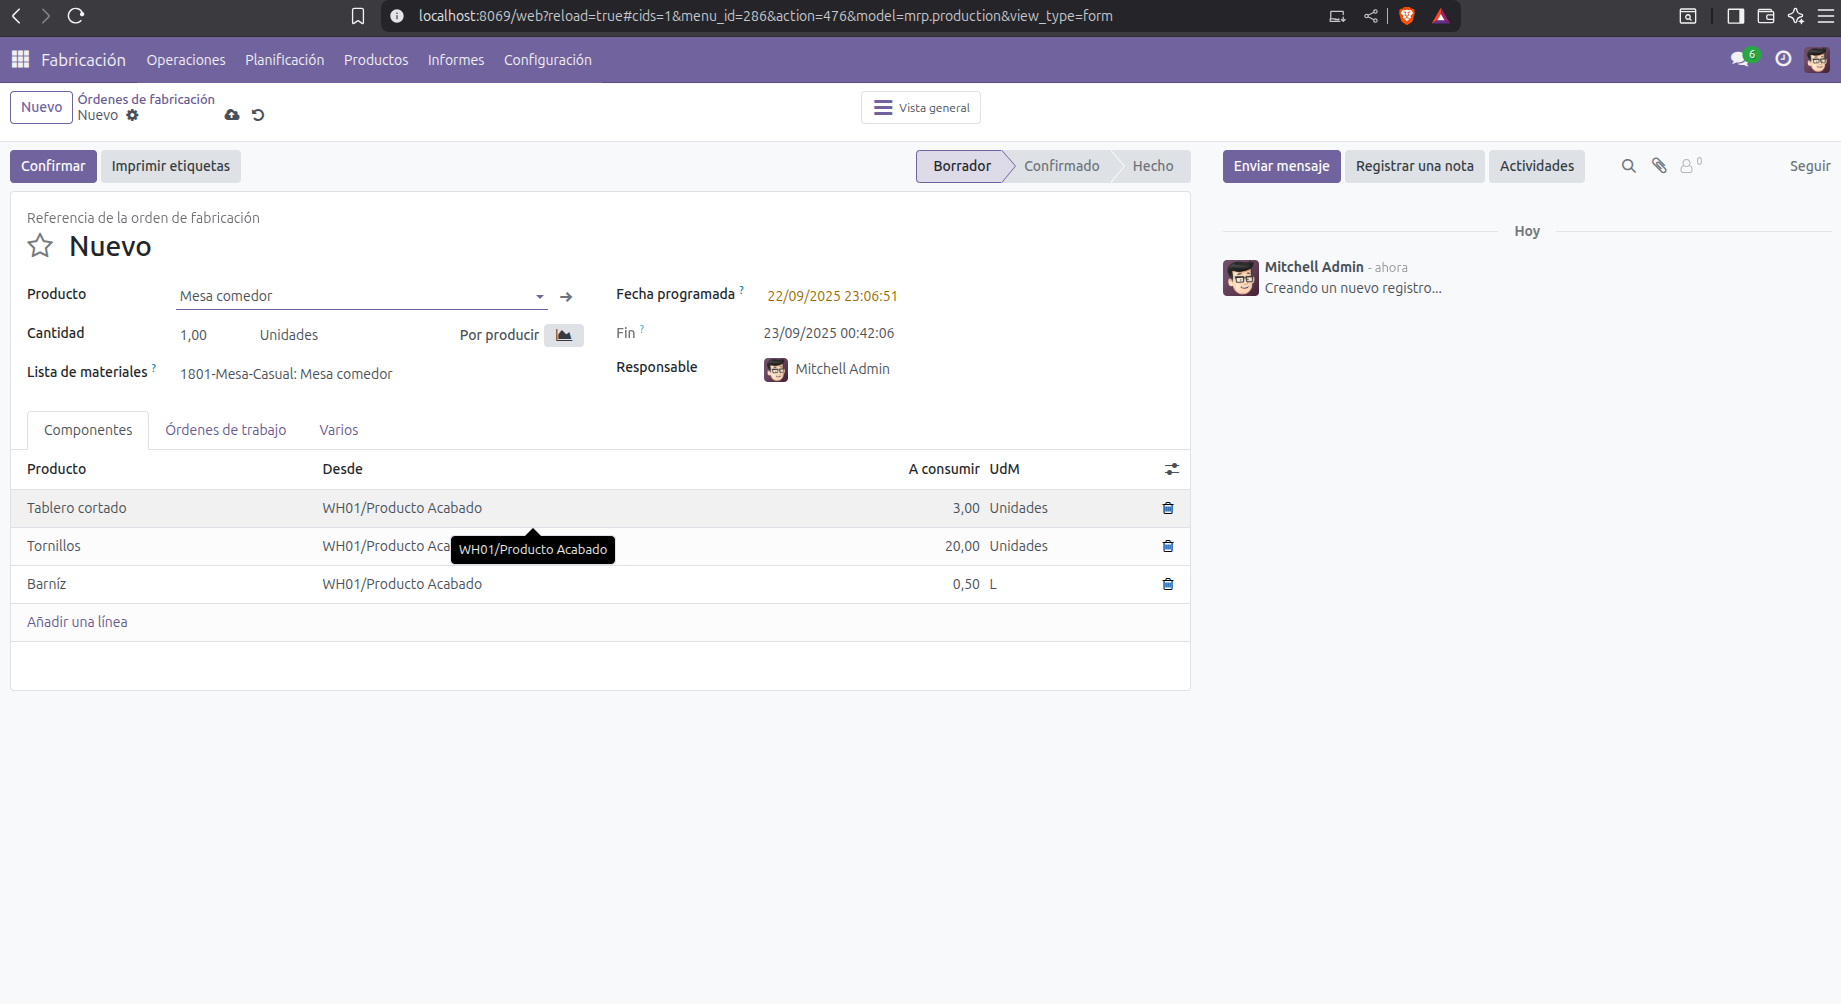 localhost:8069/web?reload=true#cids=1&menu_id=286&action=476&model=mrp.production&view_type=form
Fabricación Operaciones Planificación Productos Informes Configuración 6
Nuevo Órdenes de fabricación
Nuevo
Vista general
Confirmar Imprimir etiquetas Borrador Confirmado Hecho Enviar mensaje Registrar una nota Actividades 0 Seguir
Referencia de la orden de fabricación
Nuevo
Producto Mesa comedor Fecha programada ? 22/09/2025 23:06:51
Cantidad 1,00 Unidades Por producir Fin ? 23/09/2025 00:42:06
Lista de materiales ? 1801-Mesa-Casual: Mesa comedor Responsable Mitchell Admin
Componentes Órdenes de trabajo Varios
Producto Desde A consumir UdM
Tablero cortado WH01/Producto Acabado 3,00 Unidades
Tornillos WH01/Producto Aca 20,00 Unidades
WH01/Producto Acabado
Barníz WH01/Producto Acabado 0,50 L
Añadir una línea
Hoy
Mitchell Admin - ahora
Creando un nuevo registro...